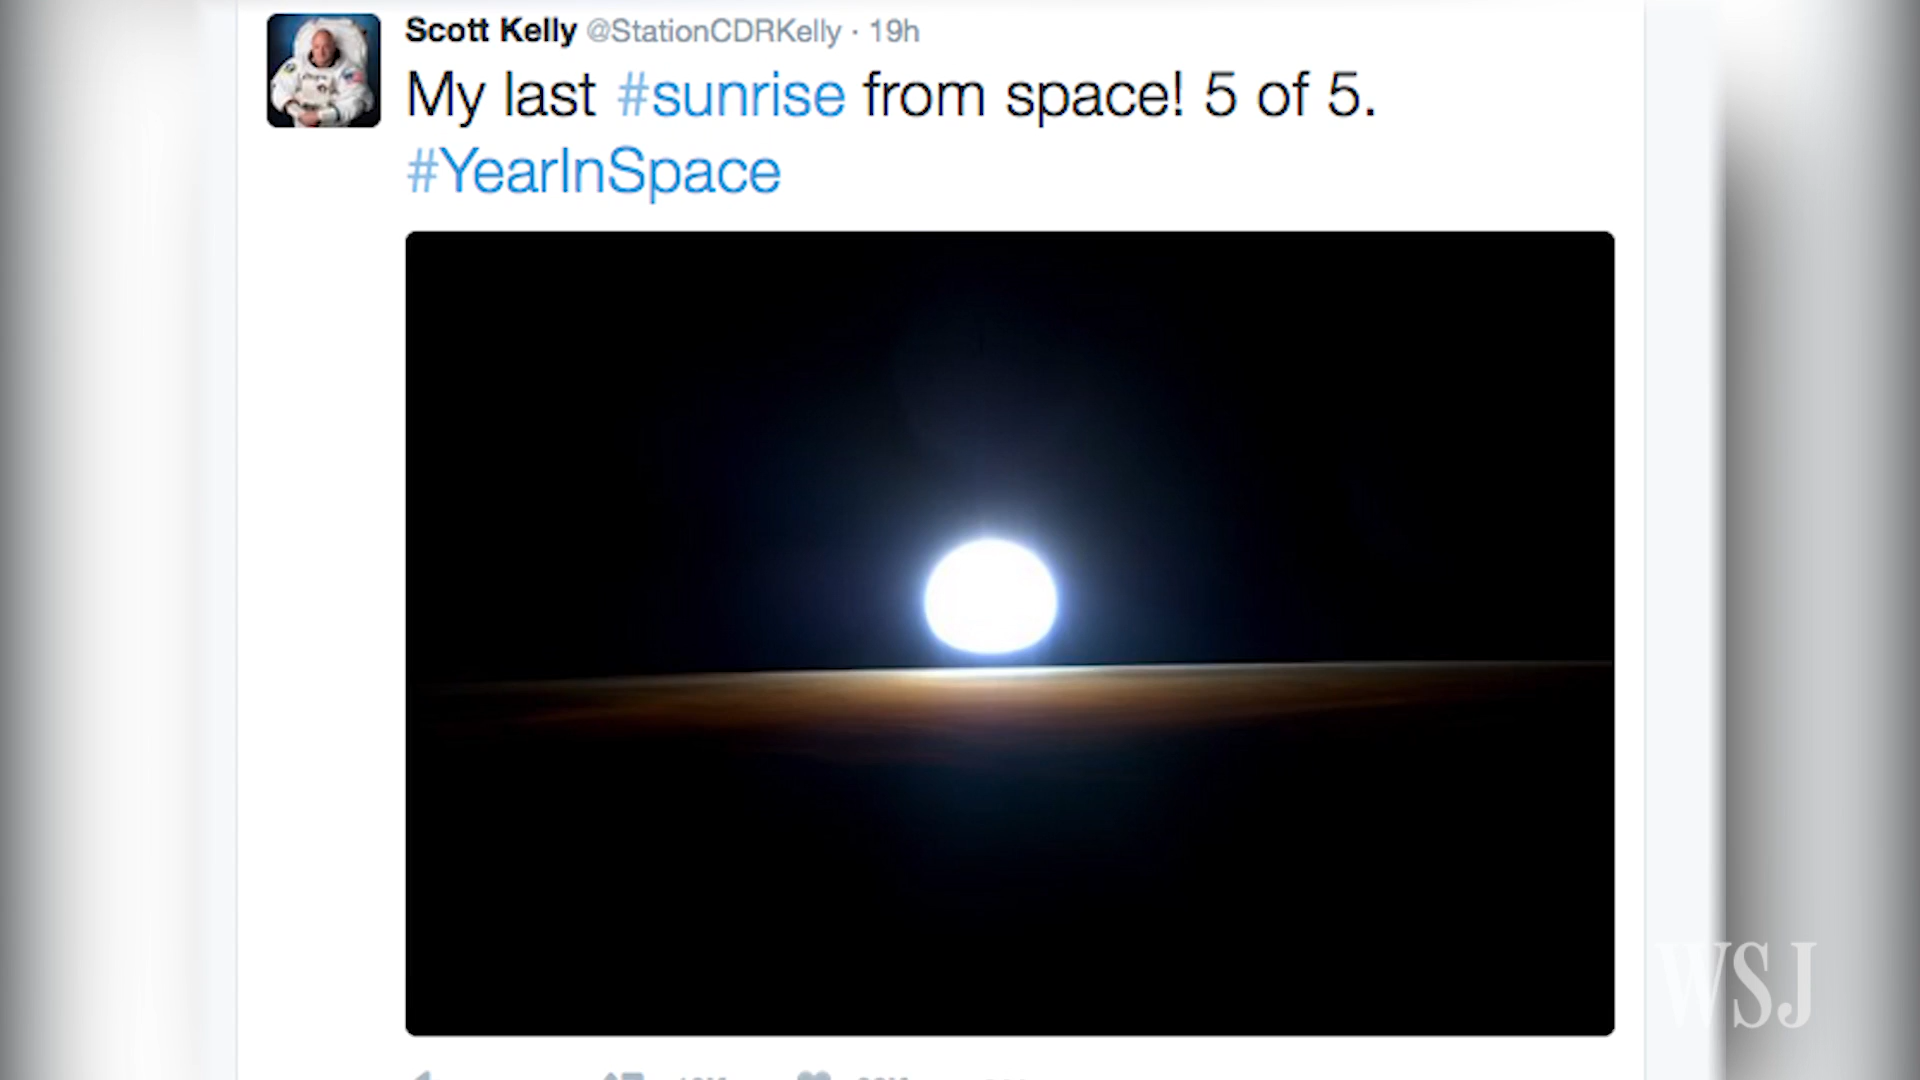 Scott Kelly @StationCDRKelly · 19h
My last #sunrise from space! 5 of 5.
#YearInSpace
WSJ